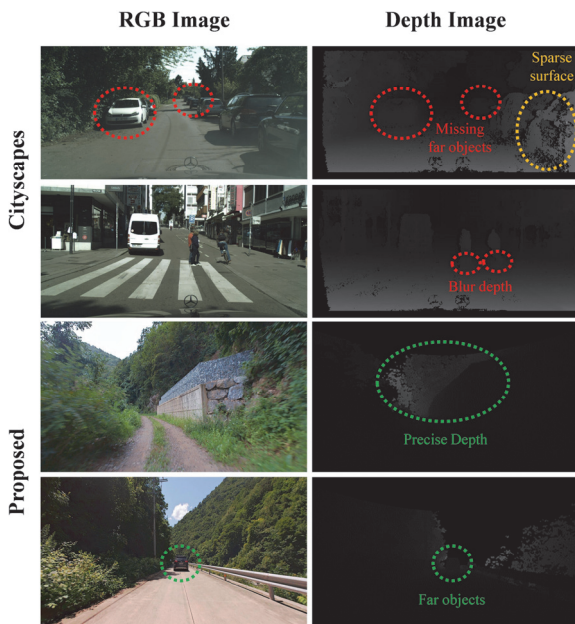 RGB Image
Depth Image
Cityscapes
Sparse
surface
Missing
far objects
Blur depth
Proposed
Precise Depth
Far objects